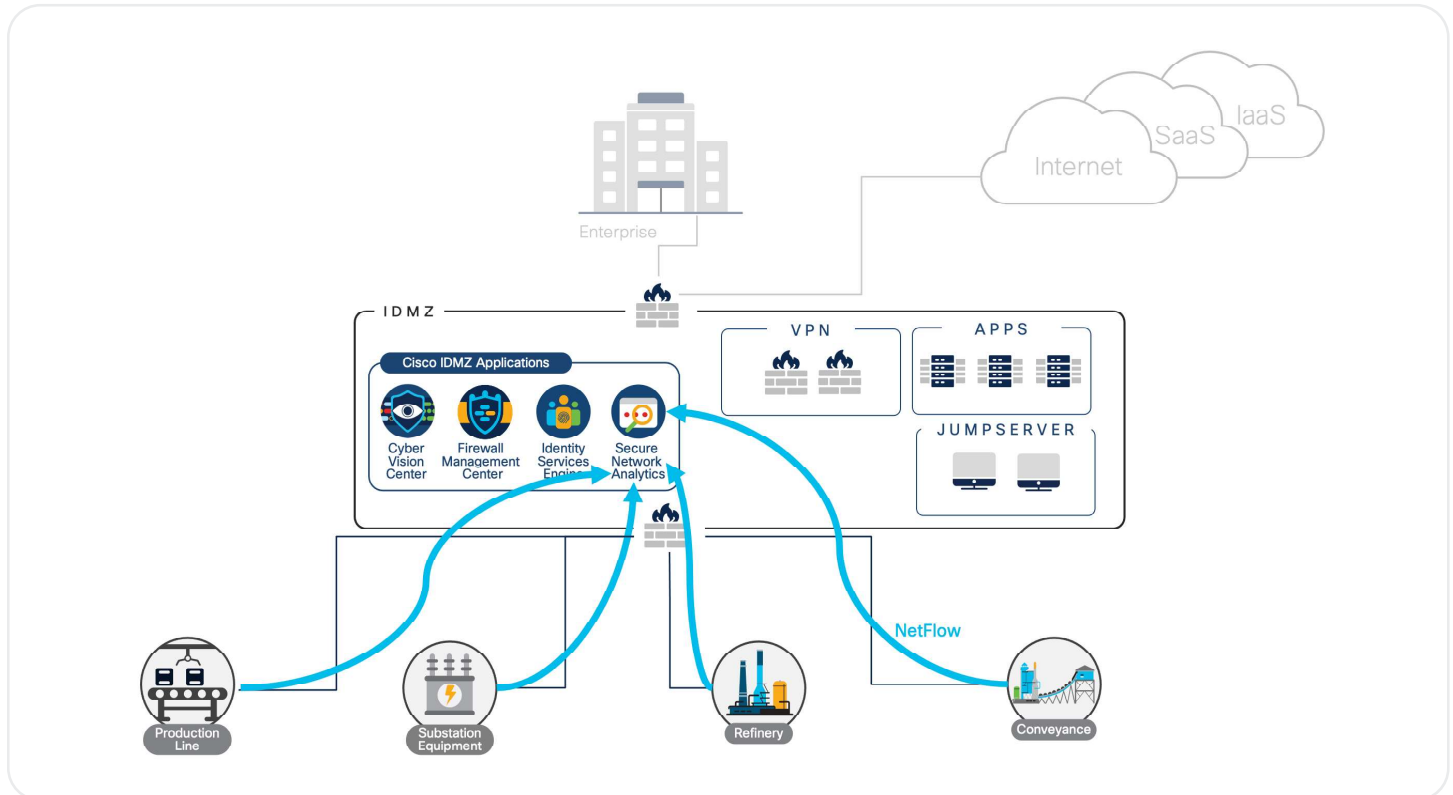 IaaS
SaaS
Internet
Enterprise
IDMZ
VPN
APPS
Cisco IDMZ Applications
Cyber
Vision
Center
Firewall
Management
Center
Identity
Services
Engine
Secure
Network
Analytics
JUMPSERVER
NetFlow
Production
Line
Substation
Equipment
Refinery
Conveyance